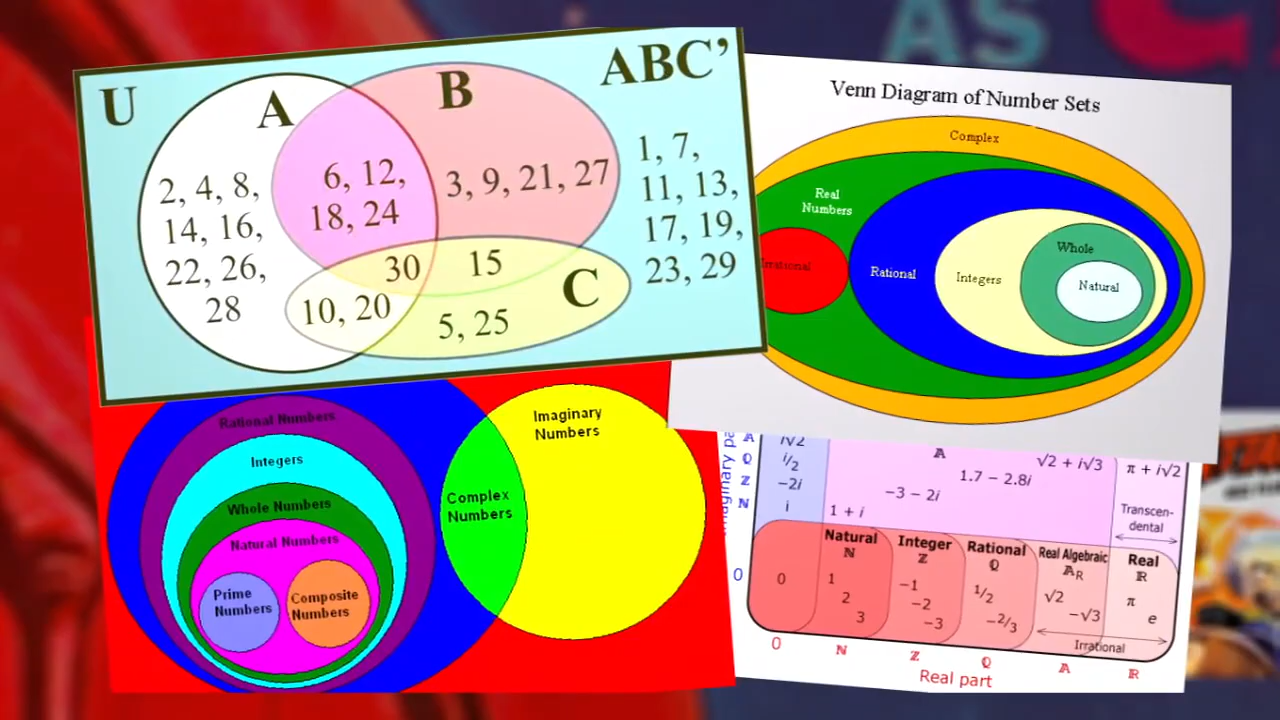 AS
U
A
B
ABC’
2, 4, 8,
14, 16,
22, 26,
28
6, 12,
18, 24
3, 9, 21, 27
30
15
10, 20
5, 25
C
1, 7,
11, 13,
17, 19,
23, 29
Venn Diagram of Number Sets
Complex
Real
Numbers
Irrational
Rational
Integers
Whole
Natural
Rational Numbers
Integers
Whole Numbers
Natural Numbers
Prime
Numbers
Composite
Numbers
Complex
Numbers
Imaginary
Numbers
A
Q
Z
N
0
i√2
i/2
-2i
i
A
√2 + i√3
1.7 − 2.8i
−3 − 2i
1 + i
π + i√2
Transcen-
dental
Natural
ℕ
Integer
ℤ
Rational
ℚ
Real Algebraic
𝔸R
Real
ℝ
0
1
2
3
−1
−2
−3
1/2
−2/3
√2
−√3
π
e
Irrational
0
ℕ
ℤ
ℚ
𝔸
ℝ
Real part